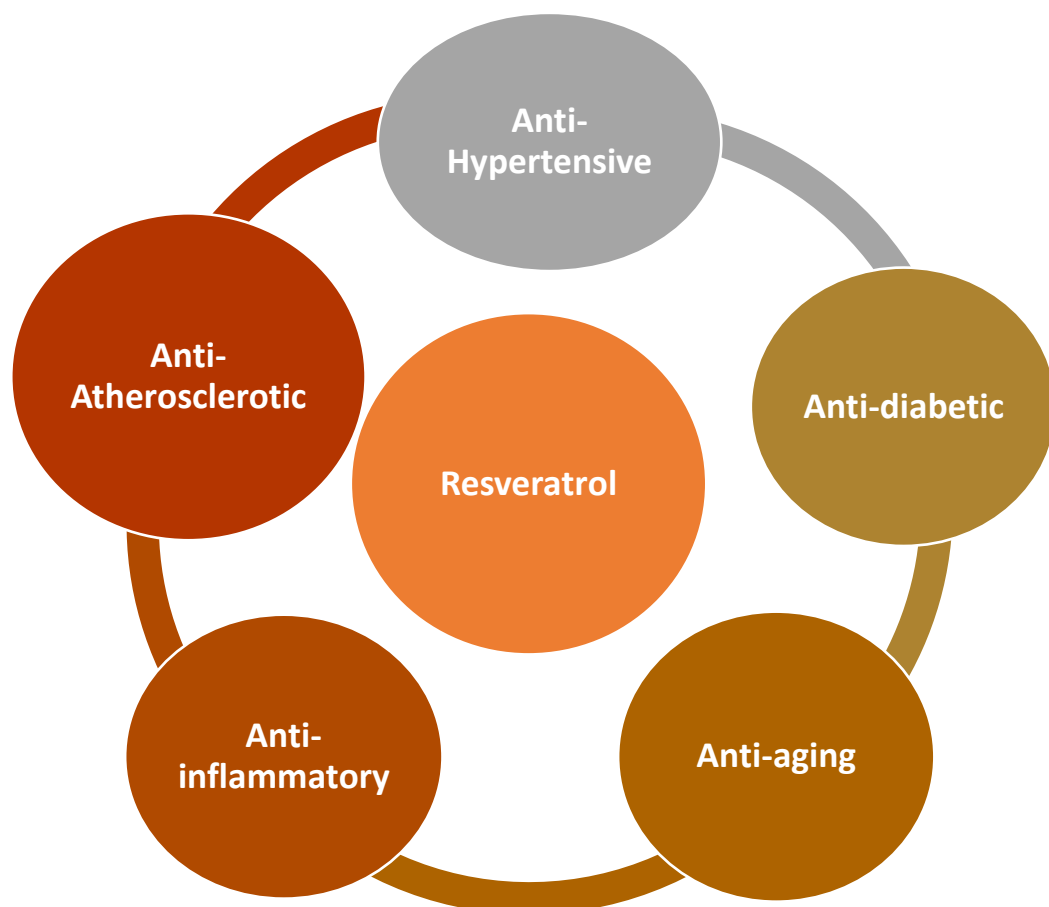 Anti-
Hypertensive
Anti-
Atherosclerotic
Anti-diabetic
Resveratrol
Anti-
inflammatory
Anti-aging